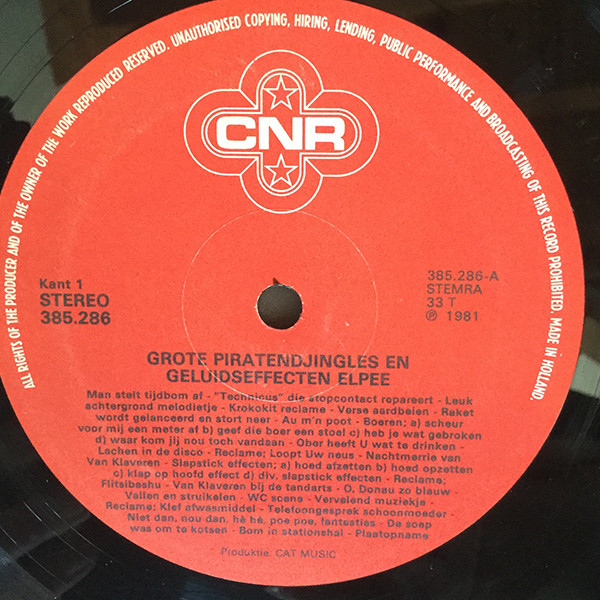 ALL RIGHTS OF THE PRODUCER AND OF THE OWNER OF THE WORK REPRODUCED RESERVED. UNAUTHORISED COPYING, HIRING, LENDING, PUBLIC PERFORMANCE AND BROADCASTING OF THIS RECORD PROHIBITED. MADE IN HOLLAND.
CNR
Kant 1
STEREO
385.286
385.286-A
STEMRA
33 T
℗ 1981
GROTE PIRATENDJINGLES EN
GELUIDSEFFECTEN ELPEE
Man stelt tijdbom af - "Technicus" die stopcontact repareert - Leuk
achtergrond melodietje - Krokokit reclame - Verse aardbeien - Raket
wordt gelanceerd en stort neer - Au m'n poot - Boeren; a) scheur
voor mij een meter af b) geef die boer een stoel c) heb je wat gebroken
d) waar kom jij nou toch vandaan - Ober heeft U wat te drinken -
Lachen in de disco - Reclame; Loopt Uw neus - Nachtmerrie van
Van Klaveren - Slapstick effecten; a) hoed afzetten b) hoed opzetten
c) klap op hoofd effect d) div. slapstick effecten - Reclame;
Flitsibeshu - Van Klaveren bij de tandarts - O, Donau zo blauw -
Vallen en struikelen - WC scene - Vervelend muziekje -
Reclame; Klef afwasmiddel - Telefoongesprek schoonmoeder -
Niet dan, nou dan, hè hè, poe poe, fantasties - De soep
was om te kotsen - Bom in stationshal - Plaatopname
Produktie: CAT MUSIC